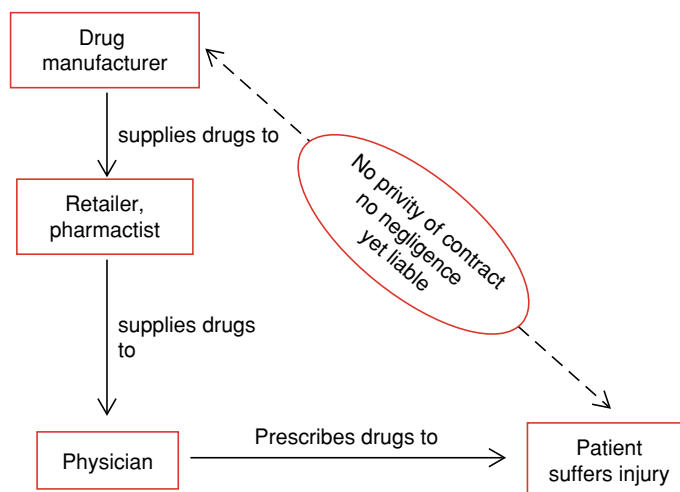 Drug
manufacturer
supplies drugs to
No privity of contract
no negligence
yet liable
Retailer,
pharmactist
supplies drugs
to
Prescribes drugs to
Physician
Patient
suffers injury